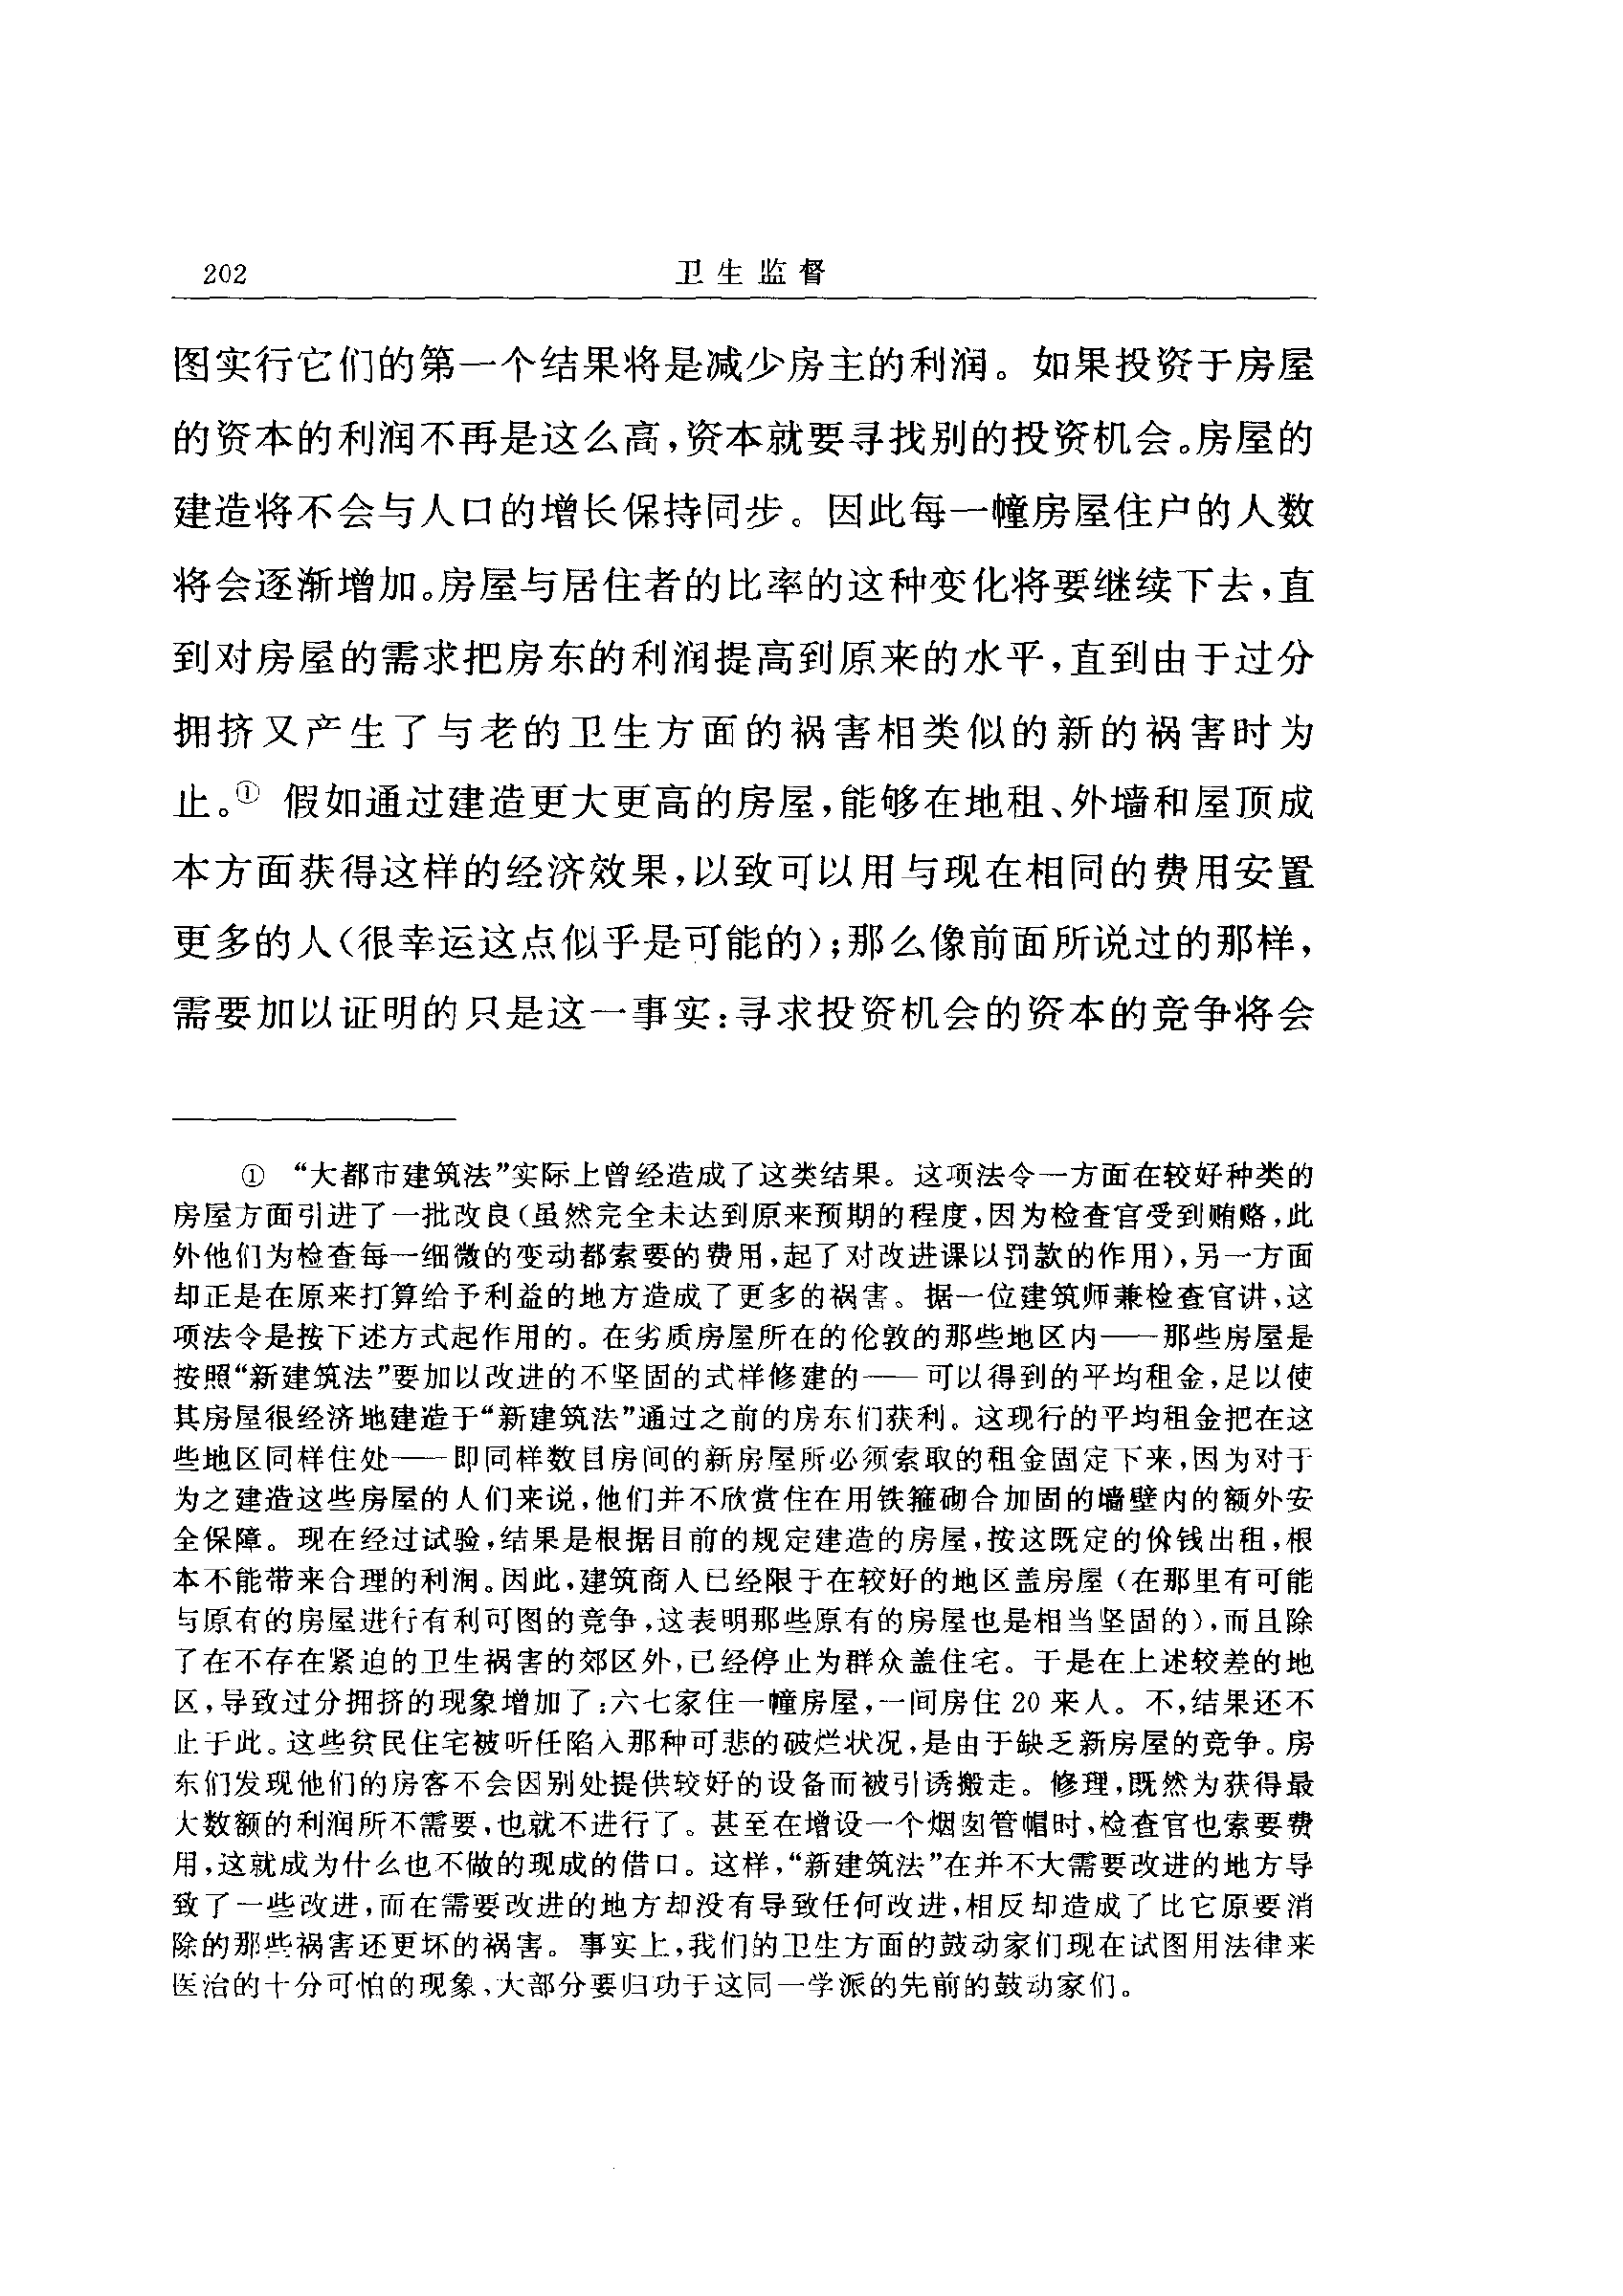 202 卫生监督
图实行它们的第一个结果将是减少房主的利润。如果投资于房屋
的资本的利润不再是这么高,资本就要寻找别的投资机会。房屋的
建造将不会与人口的增长保持同步。因此每一幢房屋住户的人数
将会逐渐增加。房屋与居住者的比率的这种变化将要继续下去,直
到对房屋的需求把房东的利润提高到原来的水平,直到由于过分
拥挤又产生了与老的卫生方面的祸害相类似的新的祸害时为
止。① 假如通过建造更大更高的房屋,能够在地租、外墙和屋顶成
本方面获得这样的经济效果,以致可以用与现在相同的费用安置
更多的人(很幸运这点似乎是可能的);那么像前面所说过的那样,
需要加以证明的只是这一事实:寻求投资机会的资本的竞争将会
① “大都市建筑法”实际上曾经造成了这类结果。这项法令一方面在较好种类的
房屋方面引进了一批改良(虽然完全未达到原来预期的程度,因为检查官受到贿赂,此
外他们为检查每一细微的变动都索要的费用,起了对改进课以罚款的作用),另一方面
却正是在原来打算给予利益的地方造成了更多的祸害。据一位建筑师兼检查官讲,这
项法令是按下述方式起作用的。在劣质房屋所在的伦敦的那些地区内——那些房屋是
按照“新建筑法”要加以改进的不坚固的式样修建的——可以得到的平均租金,足以使
其房屋很经济地建造于“新建筑法”通过之前的房东们获利。这现行的平均租金把在这
些地区同样住处——即同样数目房间的新房屋所必须索取的租金固定下来,因为对于
为之建造这些房屋的人们来说,他们并不欣赏住在用铁箍砌合加固的墙壁内的额外安
全保障。现在经过试验,结果是根据目前的规定建造的房屋,按这既定的价钱出租,根
本不能带来合理的利润。因此,建筑商人已经限于在较好的地区盖房屋(在那里有可能
与原有的房屋进行有利可图的竞争,这表明那些原有的房屋也是相当坚固的),而且除
了在不存在紧迫的卫生祸害的郊区外,已经停止为群众盖住宅。于是在上述较差的地
区,导致过分拥挤的现象增加了:六七家住一幢房屋,一间房住 20 来人。不,结果还不
止于此。这些贫民住宅被听任陷入那种可悲的破烂状况,是由于缺乏新房屋的竞争。房
东们发现他们的房客不会因别处提供较好的设备而被引诱搬走。修理,既然为获得最
大数额的利润所不需要,也就不进行了。甚至在增设一个烟囱管帽时,检查官也索要费
用,这就成为什么也不做的现成的借口。这样,“新建筑法”在并不大需要改进的地方导
致了一些改进,而在需要改进的地方却没有导致任何改进,相反却造成了比它原要消
除的那些祸害还更坏的祸害。事实上,我们的卫生方面的鼓动家们现在试图用法律来
医治的十分可怕的现象、大部分要归功于这同一学派的先前的鼓动家们。